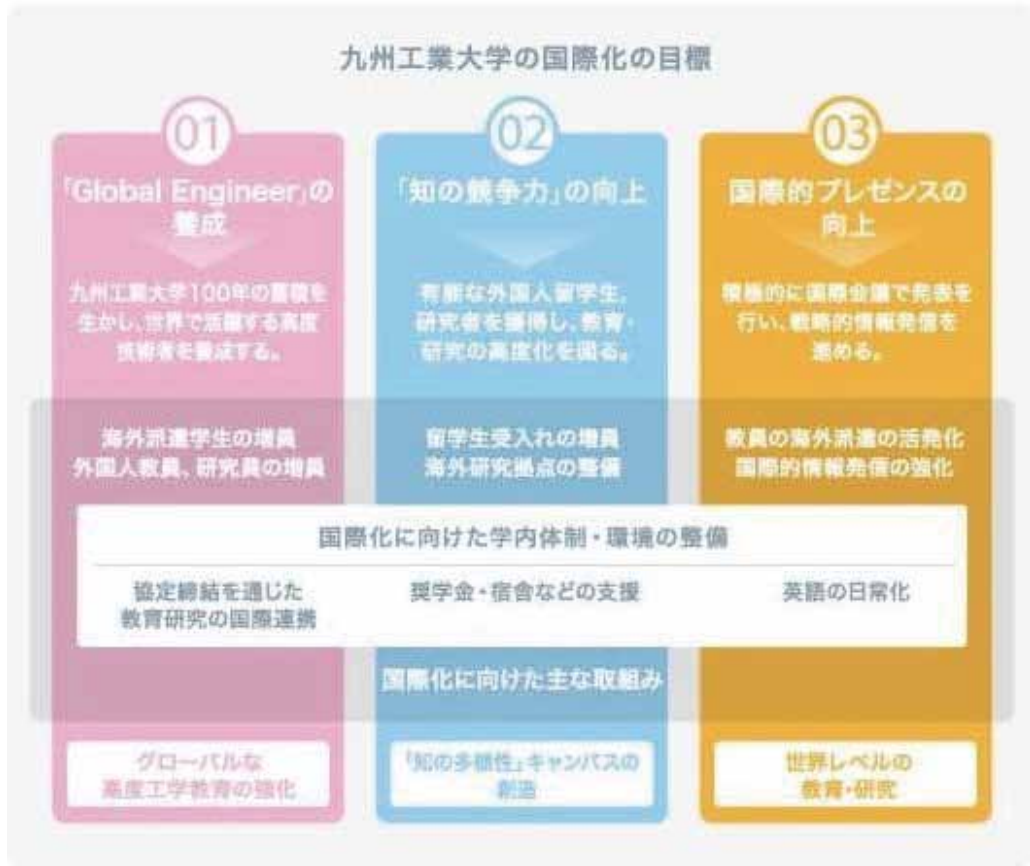 九州工業大学の国際化の目標
01
「Global Engineer」の
養成
九州工業大学100年の蓄積を
生かし、世界で活躍する高度
技術者を養成する。
02
「知の競争力」の向上
有能な外国人留学生、
研究者を獲得し、教育・
研究の高度化を図る。
03
国際的プレゼンスの
向上
積極的に国際会議で発表を
行い、戦略的情報発信を
進める。
海外派遣学生の増員
外国人教員、研究員の増員
留学生受入れの増員
海外研究拠点の整備
教員の海外派遣の活発化
国際的情報発信の強化
国際化に向けた学内体制・環境の整備
協定締結を通じた
教育研究の国際連携
奨学金・宿舎などの支援
英語の日常化
国際化に向けた主な取組み
グローバルな
高度工学教育の強化
「知の多様性」キャンパスの
創造
世界レベルの
教育・研究